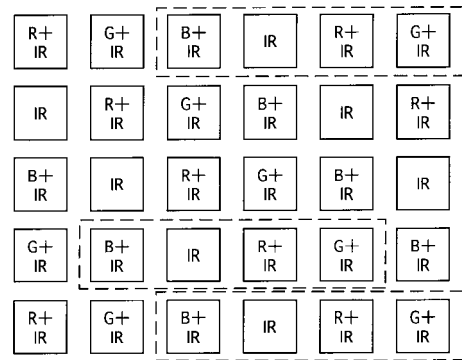 R+ G+ B+ IR R+ G+
IR IR IR IR IR
IR R+ G+ B+ IR R+
IR IR IR IR
B+ IR R+ G+ B+ IR
IR IR IR IR
G+ B+ IR R+ G+ B+
IR IR IR IR IR
R+ G+ B+ IR R+ G+
IR IR IR IR IR